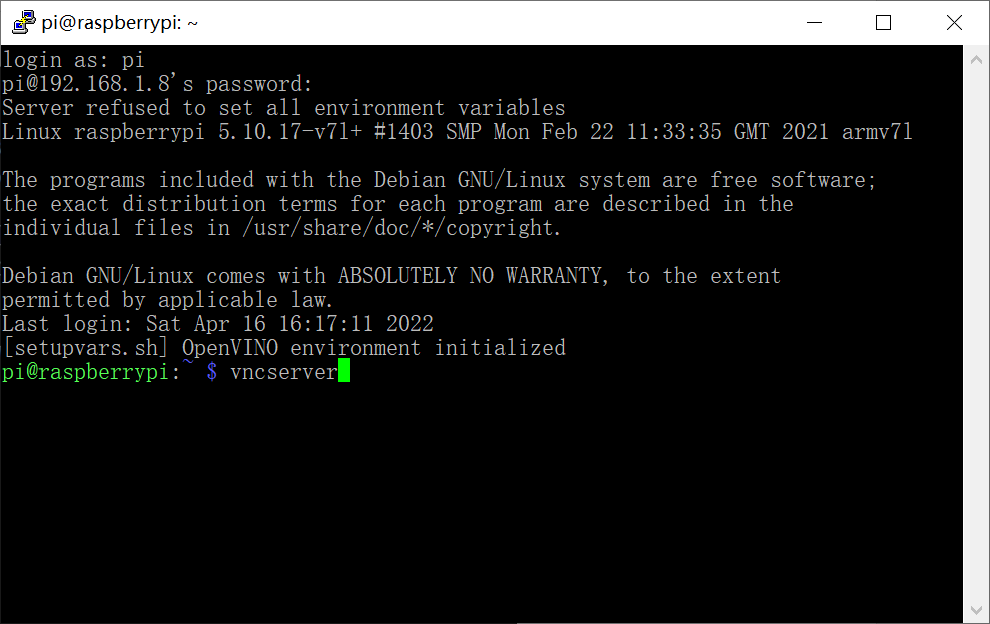 pi@raspberrypi: ~
login as: pi
pi@192.168.1.8's password:
Server refused to set all environment variables
Linux raspberrypi 5.10.17-v7l+ #1403 SMP Mon Feb 22 11:33:35 GMT 2021 armv7l
The programs included with the Debian GNU/Linux system are free software;
the exact distribution terms for each program are described in the
individual files in /usr/share/doc/*/copyright.
Debian GNU/Linux comes with ABSOLUTELY NO WARRANTY, to the extent
permitted by applicable law.
Last login: Sat Apr 16 16:17:11 2022
[setupvars.sh] OpenVINO environment initialized
pi@raspberrypi:~ $ vncserver